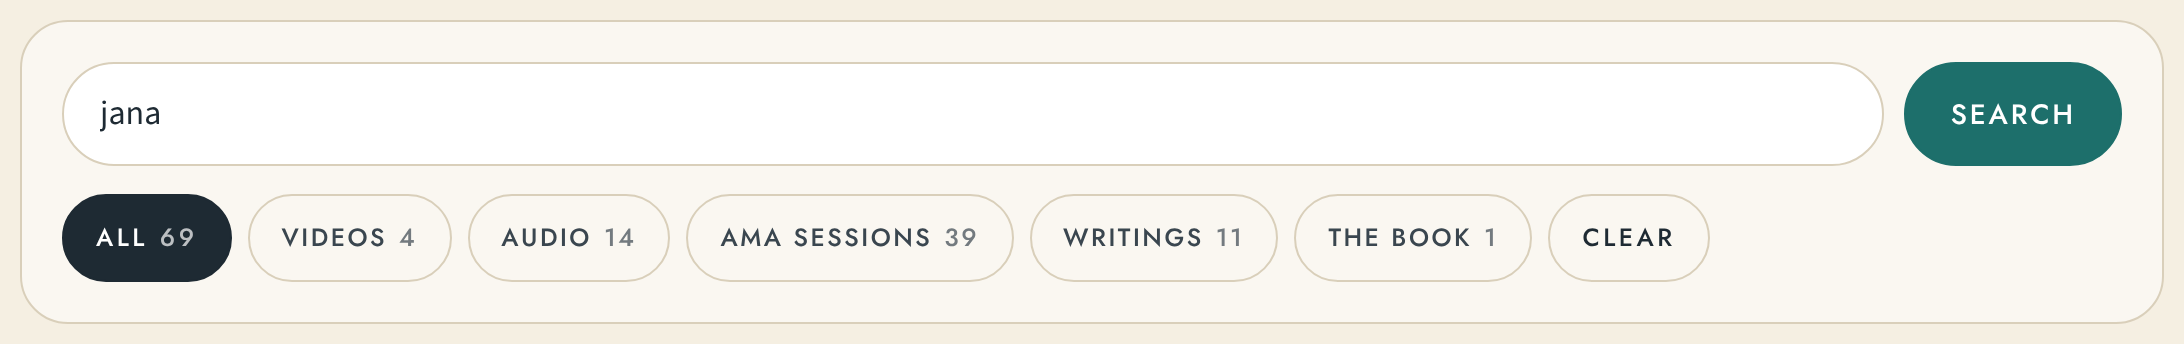 jana
SEARCH
ALL 69 VIDEOS 4 AUDIO 14 AMA SESSIONS 39 WRITINGS 11 THE BOOK 1 CLEAR